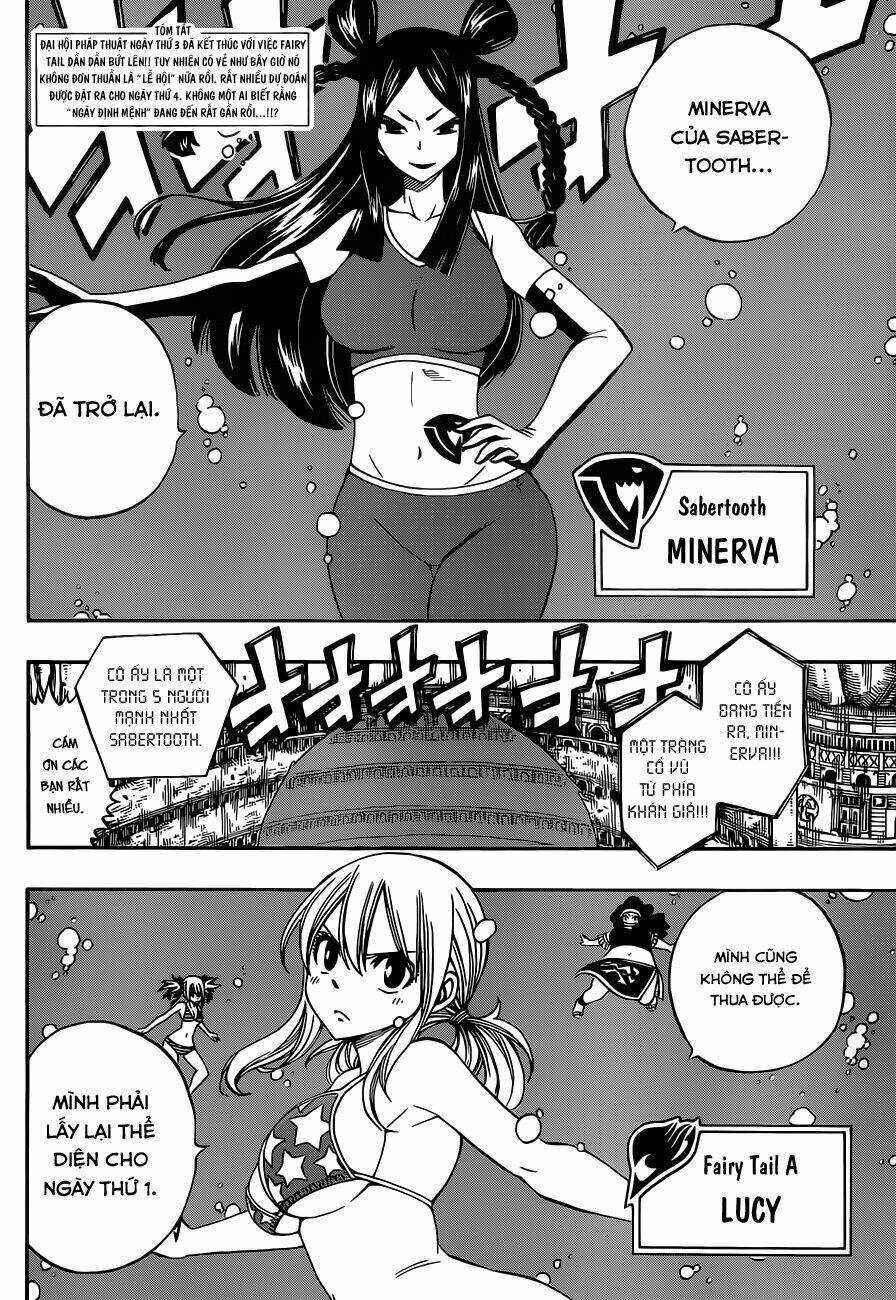 TÓM TẮT
ĐẠI HỘI PHÁP THUẬT NGÀY THỨ 3 ĐÃ KẾT THÚC VỚI VIỆC FAIRY
TAIL DẦN DẦN BỨT LÊN!! TUY NHIÊN CÓ VẺ NHƯ BÂY GIỜ NÓ
KHÔNG ĐƠN THUẦN LÀ “LỄ HỘI” NỮA RỒI. RẤT NHIỀU DỰ ĐOÁN
ĐƯỢC ĐẶT RA CHO NGÀY THỨ 4. KHÔNG MỘT AI BIẾT RẰNG
“NGÀY ĐỊNH MỆNH” ĐANG ĐẾN RẤT GẦN RỒI...!!?
MINERVA
CỦA SABER-
TOOTH...
ĐÃ TRỞ LẠI.
Sabertooth
MINERVA
CÔ ẤY
BANG TIẾN
RA, MIN-
ERVA!!!
MỘT TRÀNG
CỔ VŨ
TỪ PHÍA
KHÁN GIẢ!!!
CÔ ẤY LÀ MỘT
TRONG 5 NGƯỜI
MẠNH NHẤT
SABERTOOTH.
CÁM
ƠN CÁC
BẠN RẤT
NHIỀU.
MÌNH CŨNG
KHÔNG THỂ ĐỂ
THUA ĐƯỢC.
MÌNH PHẢI
LẤY LẠI THỂ
DIỆN CHO
NGÀY THỨ 1.
Fairy Tail A
LUCY